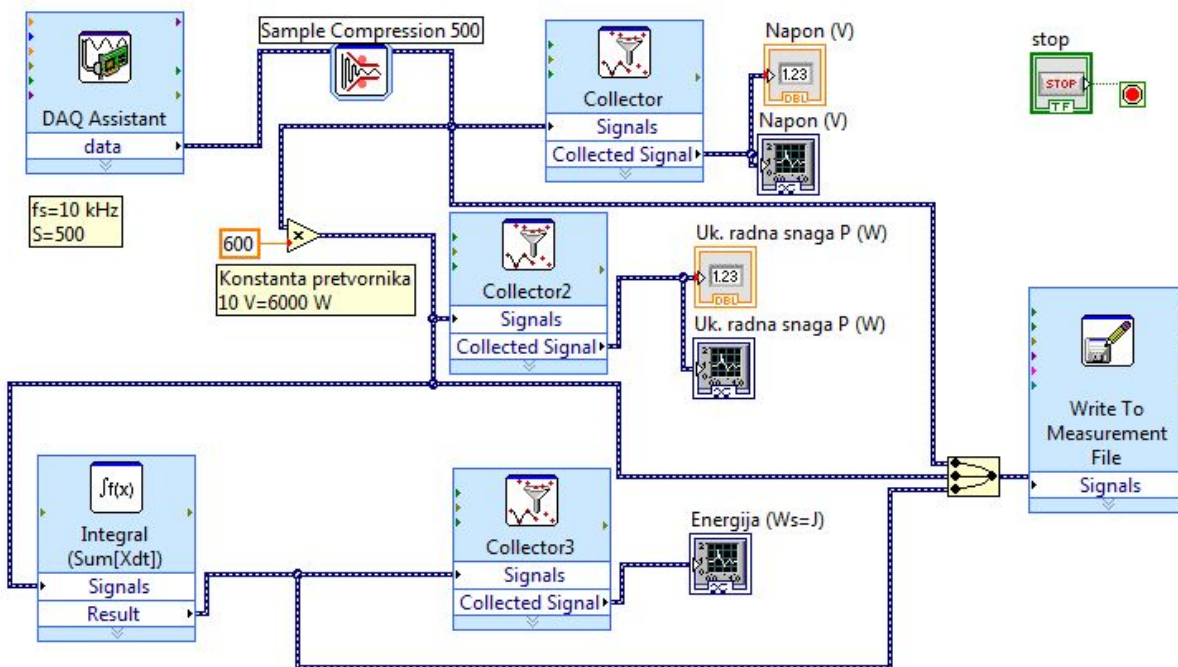 Sample Compression 500
DAQ Assistant
data
Collector
Signals
Collected Signal
Napon (V)
1.23
DBL
Napon (V)
stop
STOP
TF
fs=10 kHz
S=500
600
x
Konstanta pretvornika
10 V=6000 W
Collector2
Signals
Collected Signal
Uk. radna snaga P (W)
1.23
DBL
Uk. radna snaga P (W)
Write To
Measurement
File
Signals
∫f(x)
Integral
(Sum[Xdt])
Signals
Result
Collector3
Signals
Collected Signal
Energija (Ws=J)